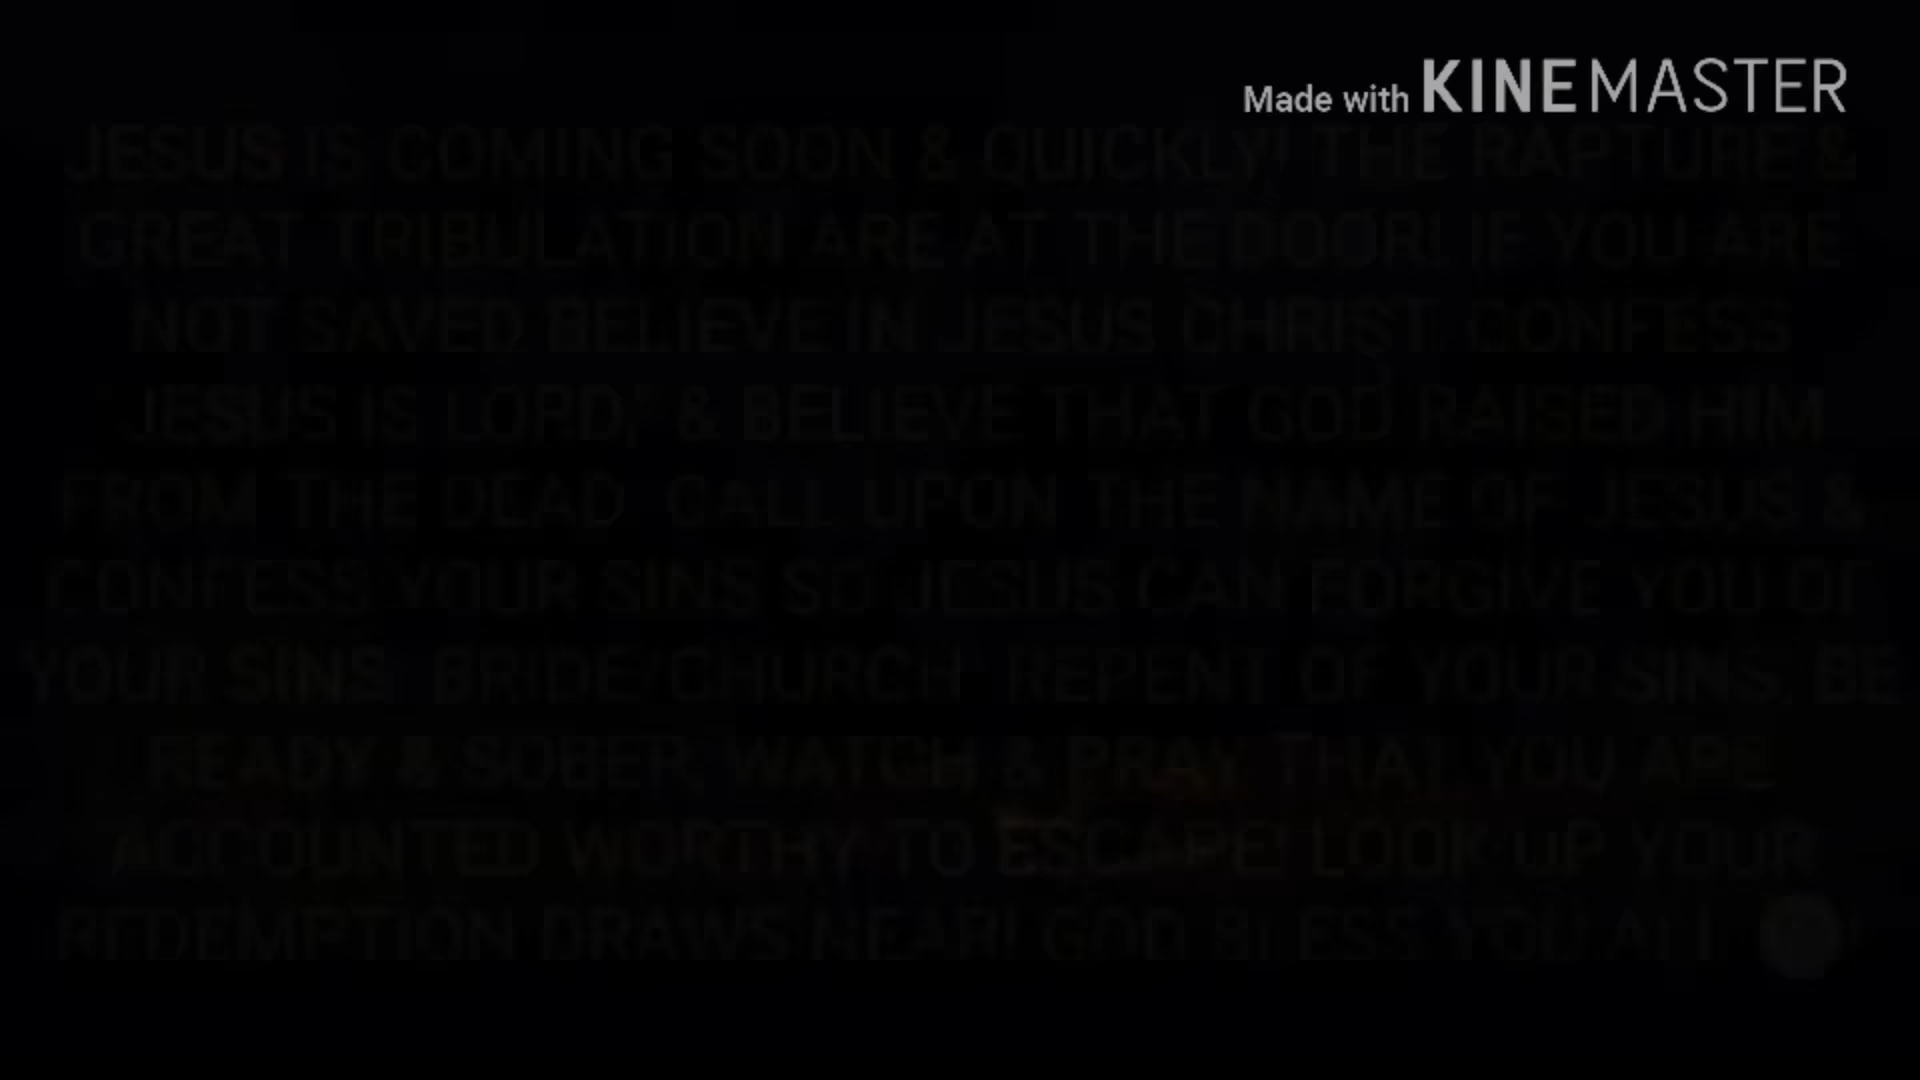 Made with KINEMASTER
JESUS IS COMING SOON & QUICKLY! THE RAPTURE &
GREAT TRIBULATION ARE AT THE DOOR! IF YOU ARE
NOT SAVED BELIEVE IN JESUS CHRIST. CONFESS
"JESUS IS LORD," & BELIEVE THAT GOD RAISED HIM
FROM THE DEAD. CALL UPON THE NAME OF JESUS &
CONFESS YOUR SINS SO JESUS CAN FORGIVE YOU OF
YOUR SINS. BRIDE/CHURCH, REPENT OF YOUR SINS, BE
READY & SOBER, WATCH & PRAY THAT YOU ARE
ACCOUNTED WORTHY TO ESCAPE! LOOK UP YOUR
REDEMPTION DRAWS NEAR! GOD BLESS YOU ALL